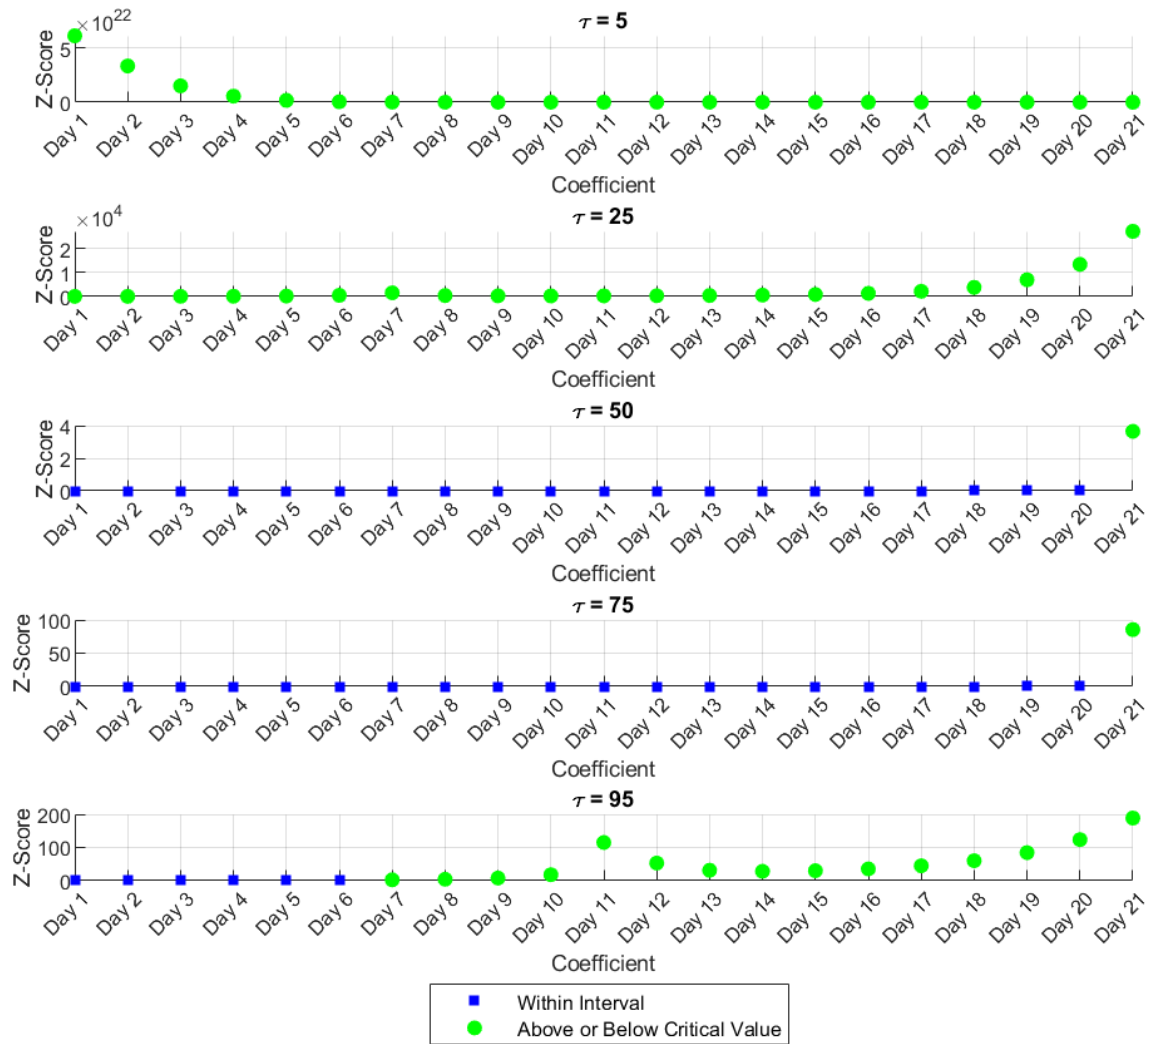 τ = 5
×10^22
Z-Score
5
0
Day 1 Day 2 Day 3 Day 4 Day 5 Day 6 Day 7 Day 8 Day 9 Day 10 Day 11 Day 12 Day 13 Day 14 Day 15 Day 16 Day 17 Day 18 Day 19 Day 20 Day 21
Coefficient
τ = 25
×10^4
Z-Score
2
1
0
Day 1 Day 2 Day 3 Day 4 Day 5 Day 6 Day 7 Day 8 Day 9 Day 10 Day 11 Day 12 Day 13 Day 14 Day 15 Day 16 Day 17 Day 18 Day 19 Day 20 Day 21
Coefficient
τ = 50
Z-Score
4
2
0
Day 1 Day 2 Day 3 Day 4 Day 5 Day 6 Day 7 Day 8 Day 9 Day 10 Day 11 Day 12 Day 13 Day 14 Day 15 Day 16 Day 17 Day 18 Day 19 Day 20 Day 21
Coefficient
τ = 75
Z-Score
100
50
0
Day 1 Day 2 Day 3 Day 4 Day 5 Day 6 Day 7 Day 8 Day 9 Day 10 Day 11 Day 12 Day 13 Day 14 Day 15 Day 16 Day 17 Day 18 Day 19 Day 20 Day 21
Coefficient
τ = 95
Z-Score
200
100
0
Day 1 Day 2 Day 3 Day 4 Day 5 Day 6 Day 7 Day 8 Day 9 Day 10 Day 11 Day 12 Day 13 Day 14 Day 15 Day 16 Day 17 Day 18 Day 19 Day 20 Day 21
Coefficient
Within Interval
Above or Below Critical Value